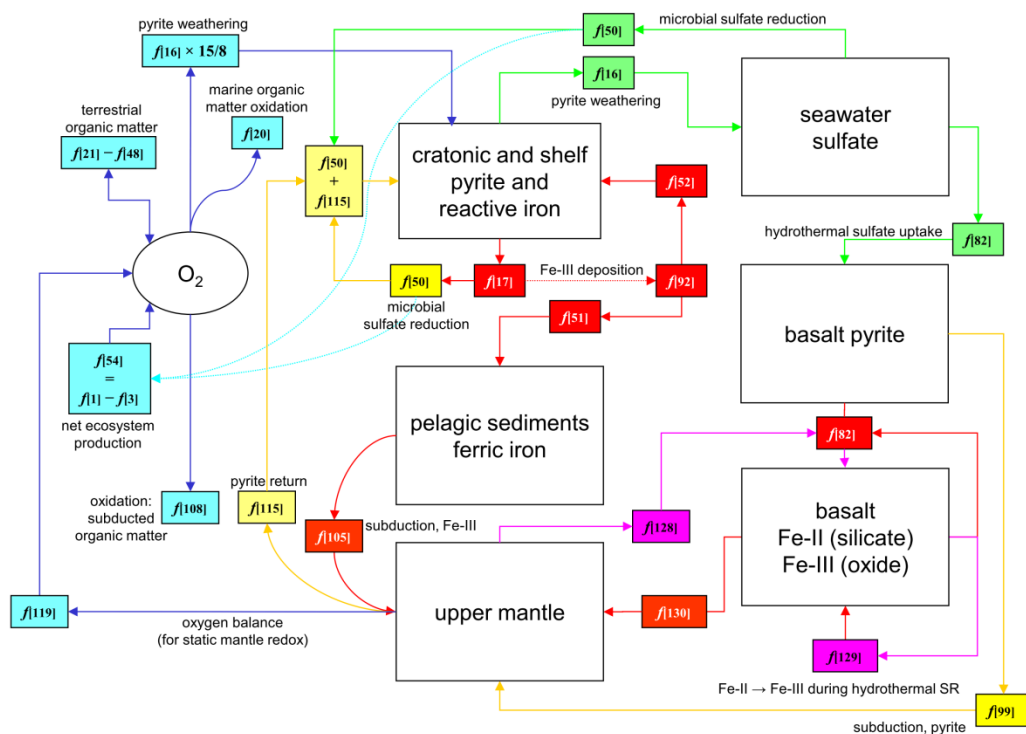 pyrite weathering
f[16] × 15/8
microbial sulfate reduction
f[50]
f[16]
pyrite weathering
seawater
sulfate
marine organic
matter oxidation
f[20]
terrestrial
organic matter
f[21] − f[48]
f[50]
+
f[115]
cratonic and shelf
pyrite and
reactive iron
f[52]
hydrothermal sulfate uptake
f[82]
O2
f[50]
microbial
sulfate reduction
f[17]
Fe-III deposition
f[92]
f[51]
basalt pyrite
f[54]
=
f[1] − f[3]
net ecosystem
production
pelagic sediments
ferric iron
f[82]
oxidation:
subducted
organic matter
f[108]
pyrite return
f[115]
subduction, Fe-III
f[105]
f[128]
basalt
Fe-II (silicate)
Fe-III (oxide)
f[119]
oxygen balance
(for static mantle redox)
upper mantle
f[130]
f[129]
Fe-II → Fe-III during hydrothermal SR
f[99]
subduction, pyrite